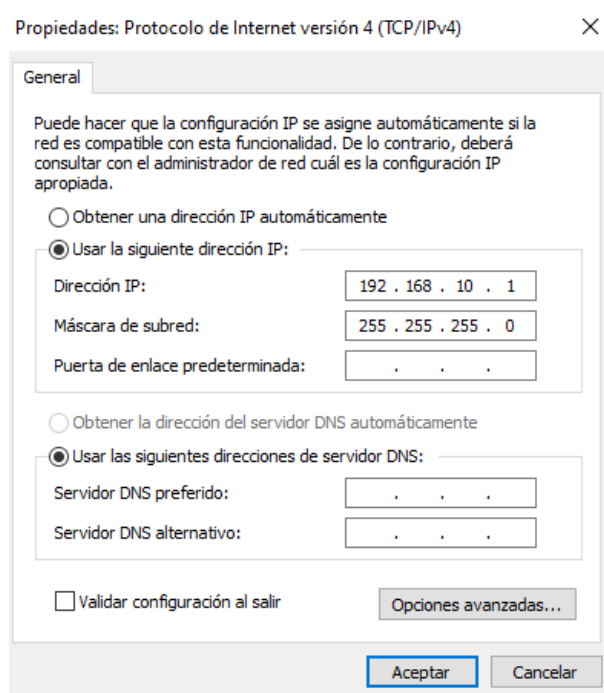 Propiedades: Protocolo de Internet versión 4 (TCP/IPv4)
General
Puede hacer que la configuración IP se asigne automáticamente si la
red es compatible con esta funcionalidad. De lo contrario, deberá
consultar con el administrador de red cuál es la configuración IP
apropiada.
Obtener una dirección IP automáticamente
Usar la siguiente dirección IP:
Dirección IP: 192 . 168 . 10 . 1
Máscara de subred: 255 . 255 . 255 . 0
Puerta de enlace predeterminada: . . .
Obtener la dirección del servidor DNS automáticamente
Usar las siguientes direcciones de servidor DNS:
Servidor DNS preferido: . . .
Servidor DNS alternativo: . . .
Validar configuración al salir Opciones avanzadas...
Aceptar Cancelar